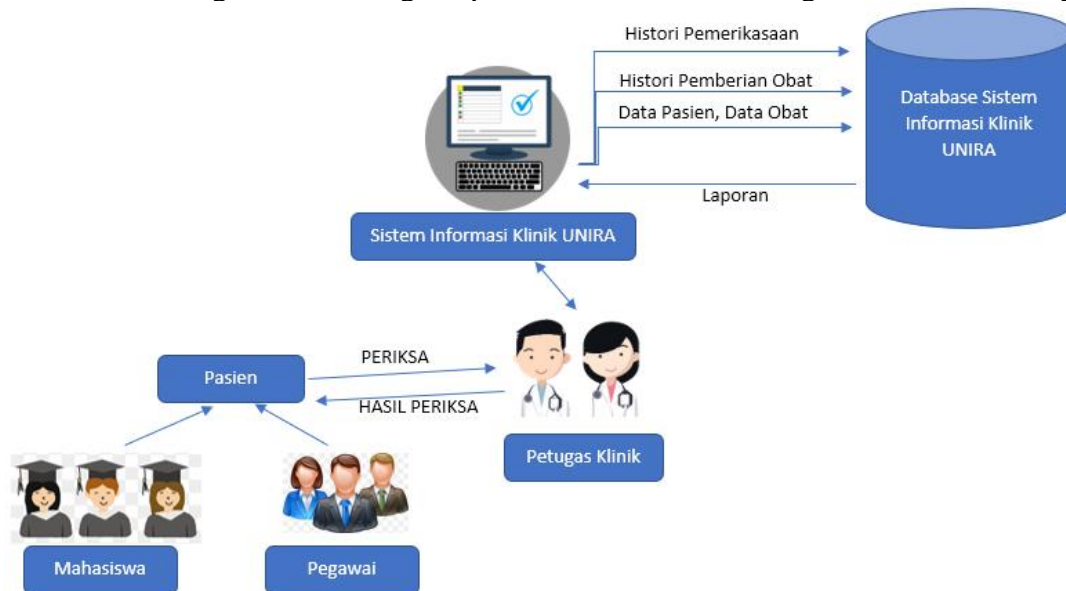 Histori Pemerikasaan
Histori Pemberian Obat
Data Pasien, Data Obat
Laporan
Database Sistem
Informasi Klinik
UNIRA
Sistem Informasi Klinik UNIRA
PERIKSA
Pasien
HASIL PERIKSA
Petugas Klinik
Mahasiswa
Pegawai